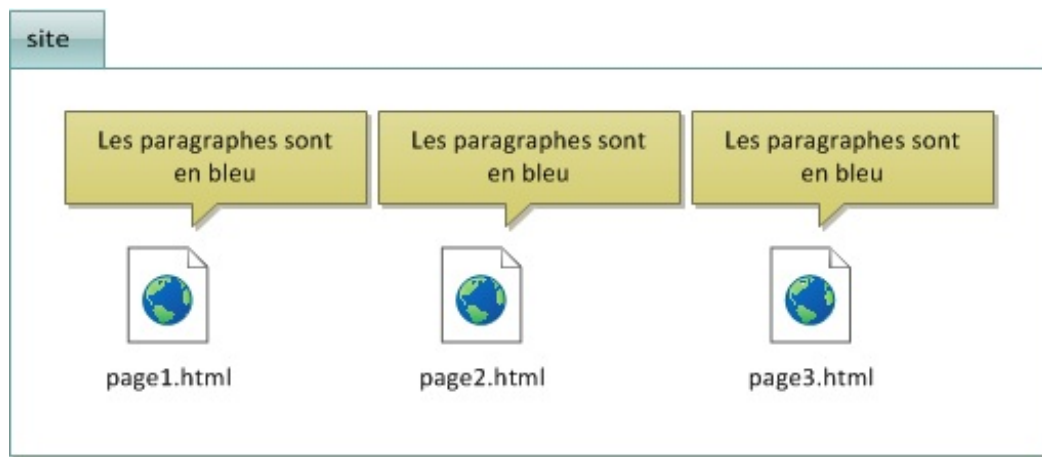 site
Les paragraphes sont
en bleu
Les paragraphes sont
en bleu
Les paragraphes sont
en bleu
page1.html
page2.html
page3.html